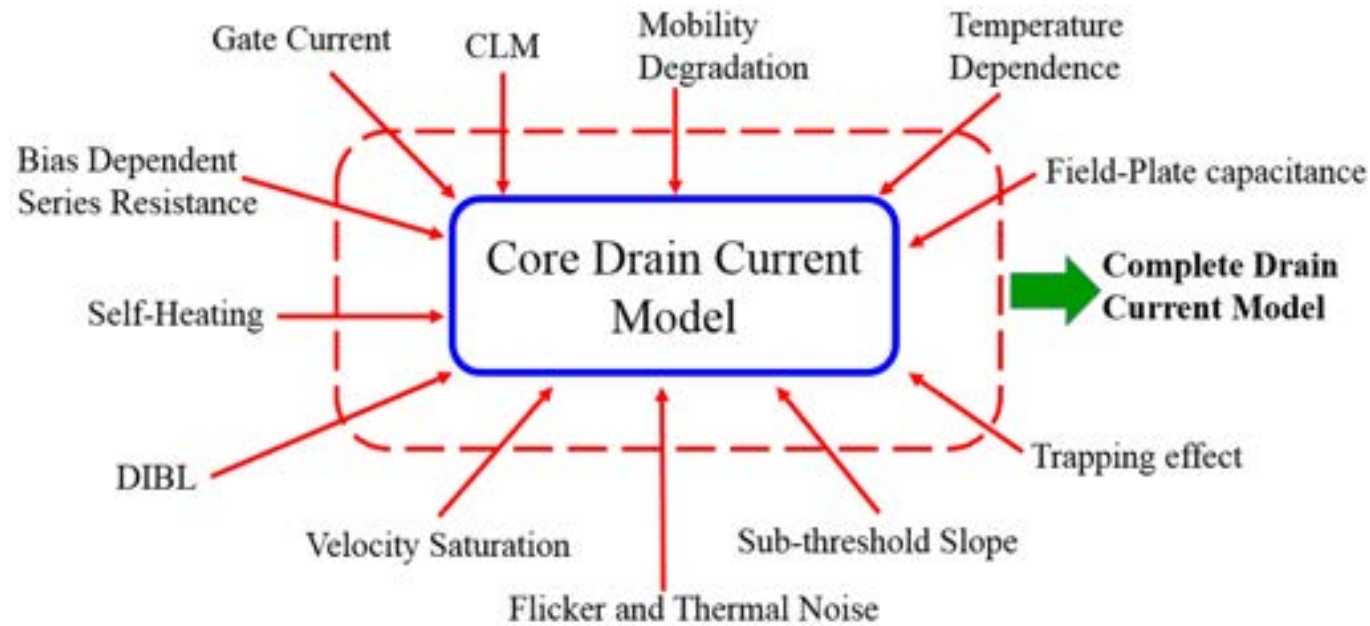 Gate Current
CLM
Mobility
Degradation
Temperature
Dependence
Bias Dependent
Series Resistance
Field-Plate capacitance
Core Drain Current
Model
Complete Drain
Current Model
Self-Heating
DIBL
Trapping effect
Velocity Saturation
Sub-threshold Slope
Flicker and Thermal Noise